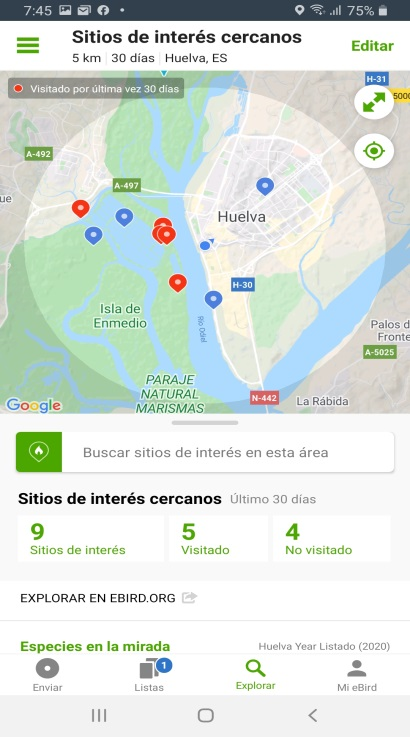 7:45
75%
Sitios de interés cercanos
5 km | 30 días | Huelva, ES
Editar
Visitado por última vez 30 días
H-31
A-492
A-497
Huelva
H-30
Isla de
Enmedio
Río Odiel
Palos d
Fronte
A-5025
PARAJE
NATURAL
MARISMAS
N-442
La Rábida
Google
Buscar sitios de interés en esta área
Sitios de interés cercanos Último 30 días
9
Sitios de interés
5
Visitado
4
No visitado
EXPLORAR EN EBIRD.ORG
Especies en la mirada
Huelva Year Listado (2020)
1
Enviar
Listas
Explorar
Mi eBird